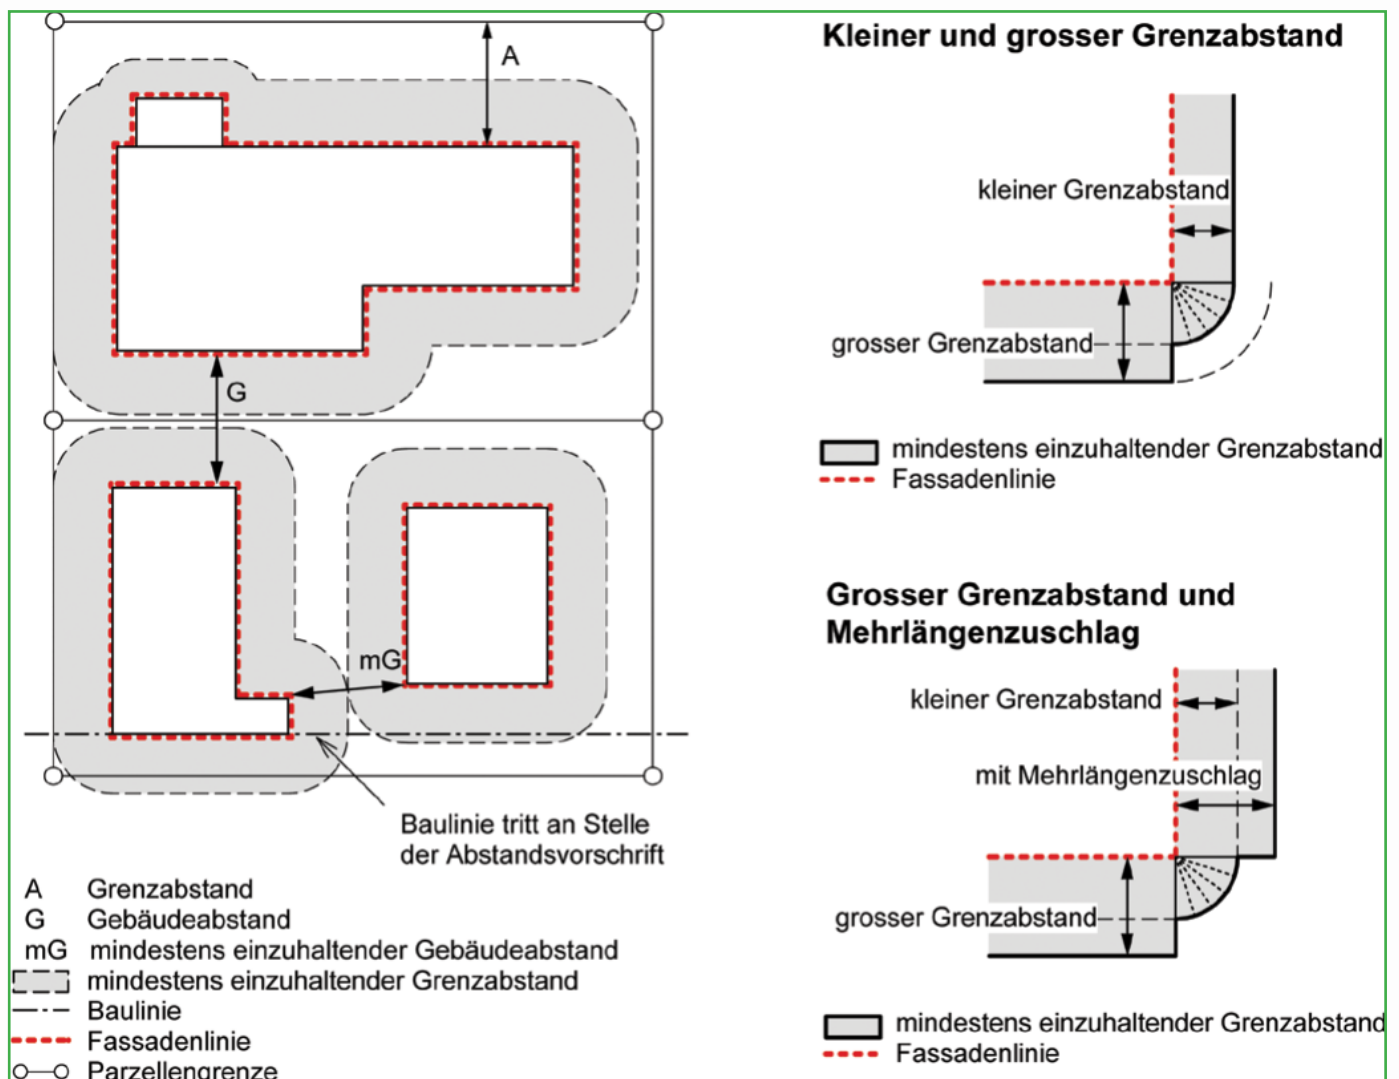 A
G
mG
Baulinie tritt an Stelle
der Abstandsvorschrift
A Grenzabstand
G Gebäudeabstand
mG mindestens einzuhaltender Gebäudeabstand
mindestens einzuhaltender Grenzabstand
Baulinie
Fassadenlinie
Parzellengrenze
Kleiner und grosser Grenzabstand
kleiner Grenzabstand
grosser Grenzabstand
mindestens einzuhaltender Grenzabstand
Fassadenlinie
Grosser Grenzabstand und
Mehrlängenzuschlag
kleiner Grenzabstand
mit Mehrlängenzuschlag
grosser Grenzabstand
mindestens einzuhaltender Grenzabstand
Fassadenlinie